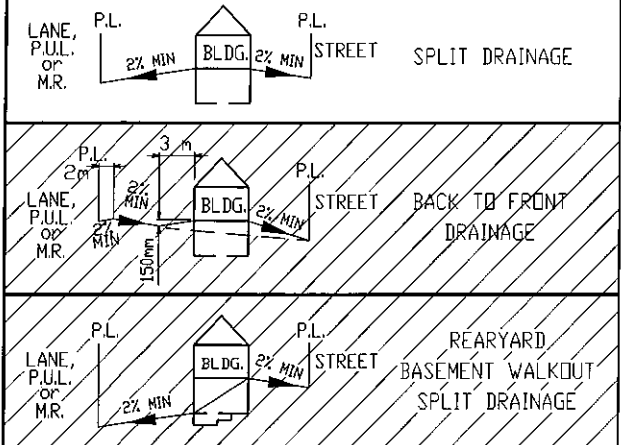 P.L.
P.L.
LANE,
P.U.L.
or
M.R.
2% MIN
BLDG.
2% MIN
STREET
SPLIT DRAINAGE
3 m
P.L.
2m
P.L.
LANE,
P.U.L.
or
M.R.
2%
MIN
2%
MIN
BLDG.
2% MIN
STREET
BACK TO FRONT
DRAINAGE
150mm
P.L.
P.L.
LANE,
P.U.L.
or
M.R.
BLDG.
2% MIN
STREET
2% MIN
REARYARD
BASEMENT WALKOUT
SPLIT DRAINAGE